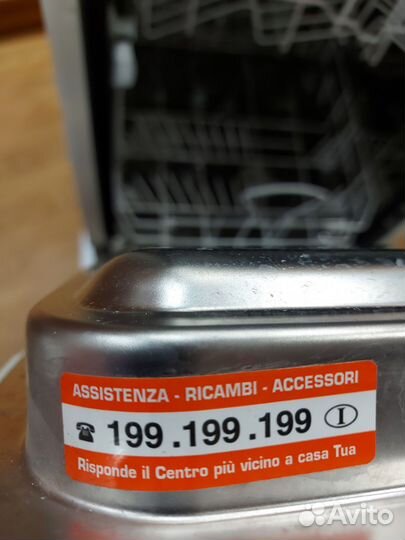 ASSISTENZA - RICAMBI - ACCESSORI
☎ 199.199.199 I
Risponde il Centro più vicino a casa Tua
Avito